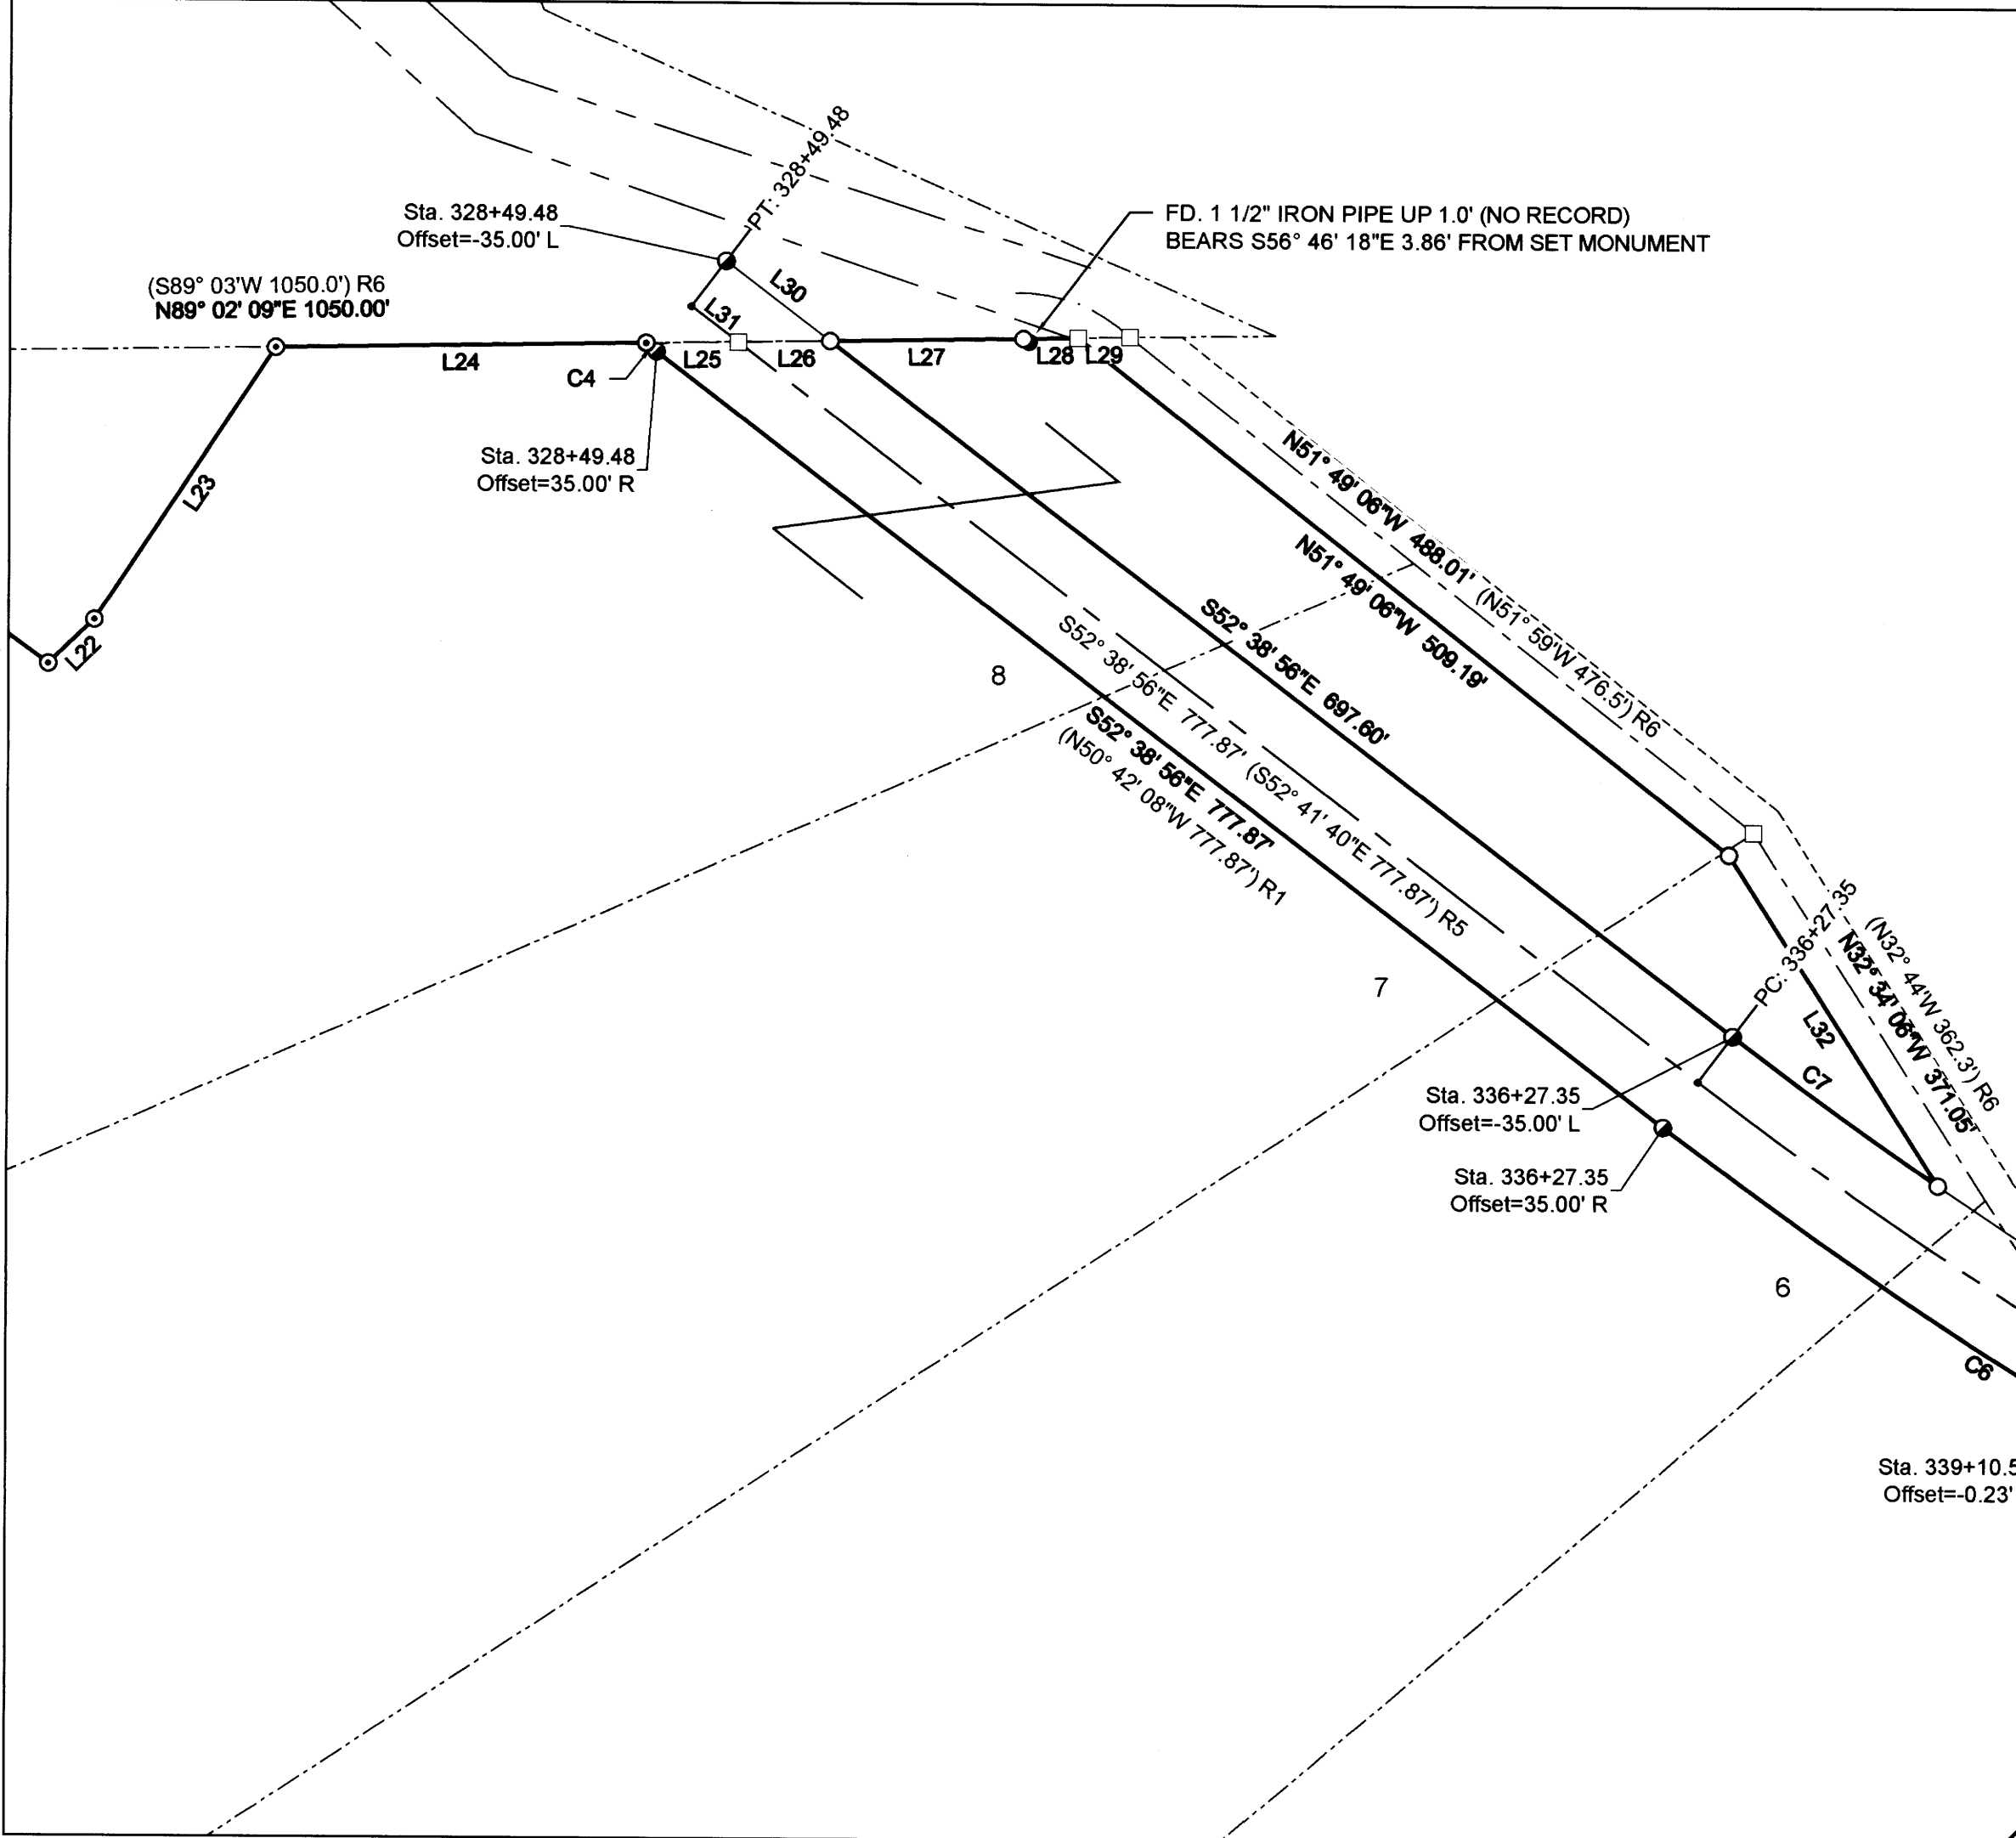 PT: 328+49.48
Sta. 328+49.48
Offset=-35.00' L
FD. 1 1/2" IRON PIPE UP 1.0' (NO RECORD)
BEARS S56° 46' 18"E 3.86' FROM SET MONUMENT
(S89° 03'W 1050.0') R6
N89° 02' 09"E 1050.00'
L30
L31
L24
C4
L25
L26
L27
L28
L29
Sta. 328+49.48
Offset=35.00' R
L23
L22
N51° 49' 06"W 488.01' (N51° 59'W 476.5') R6
N51° 49' 06"W 509.19'
S52° 38' 56"E 697.60'
S52° 38' 56"E 777.87' (S52° 41' 40"E 777.87') R5
S52° 38' 56"E 777.87'
(N50° 42' 08"W 777.87') R1
8
7
PC: 336+27.35
(N32° 44'W 362.3') R6
N32° 34' 06"W 371.05'
L32
C7
Sta. 336+27.35
Offset=-35.00' L
Sta. 336+27.35
Offset=35.00' R
6
C6
Sta. 339+10.5
Offset=-0.23'